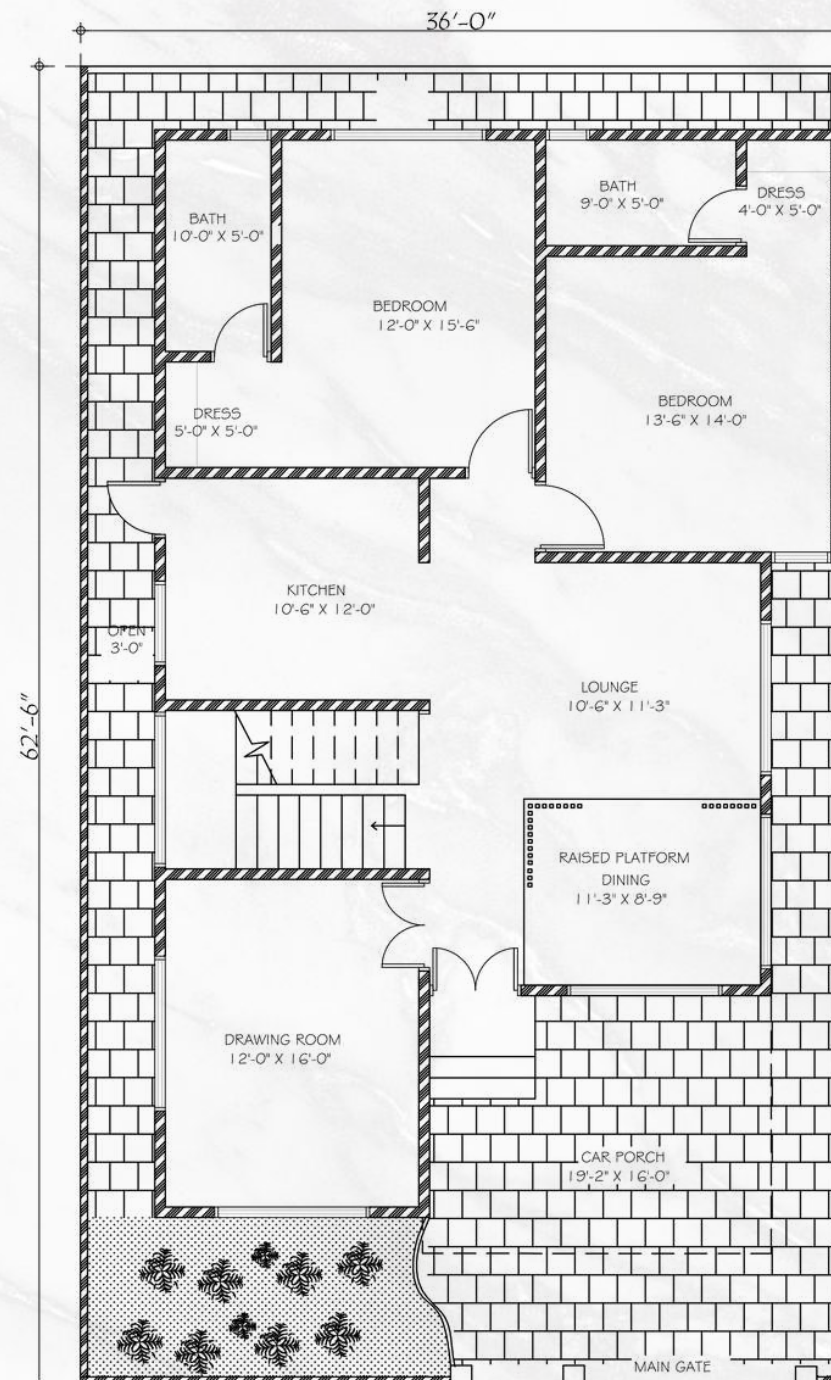 36'-0"
BATH
10'-0" X 5'-0"
BATH
9'-0" X 5'-0"
DRESS
4'-0" X 5'-0"
BEDROOM
12'-0" X 15'-6"
BEDROOM
13'-6" X 14'-0"
DRESS
5'-0" X 5'-0"
KITCHEN
10'-6" X 12'-0"
OPEN
3'-0"
LOUNGE
10'-6" X 11'-3"
62'-6"
RAISED PLATFORM
DINING
11'-3" X 8'-9"
DRAWING ROOM
12'-0" X 16'-0"
CAR PORCH
19'-2" X 16'-0"
MAIN GATE